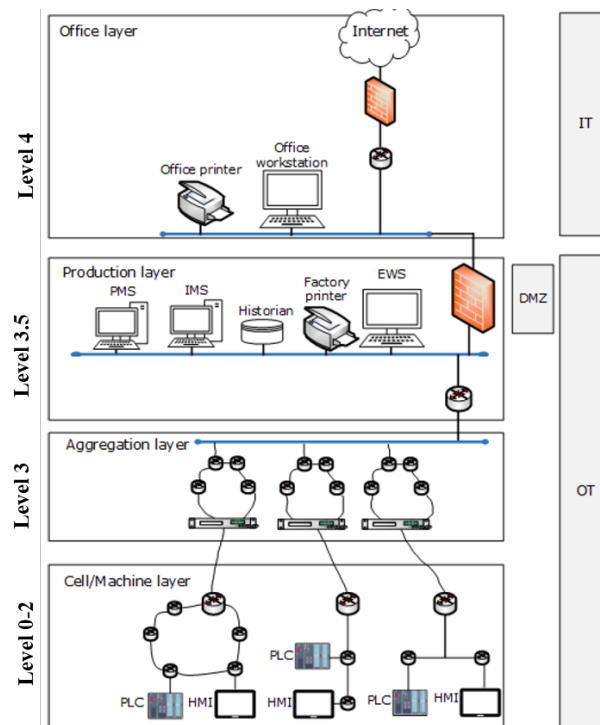 Office layer
Internet
IT
Level 4
Office
workstation
Office printer
Production layer
PMS
IMS
Historian
Factory
printer
EWS
DMZ
Level 3.5
Aggregation layer
Level 3
OT
Cell/Machine layer
Level 0-2
PLC
HMI
PLC
HMI
PLC
HMI